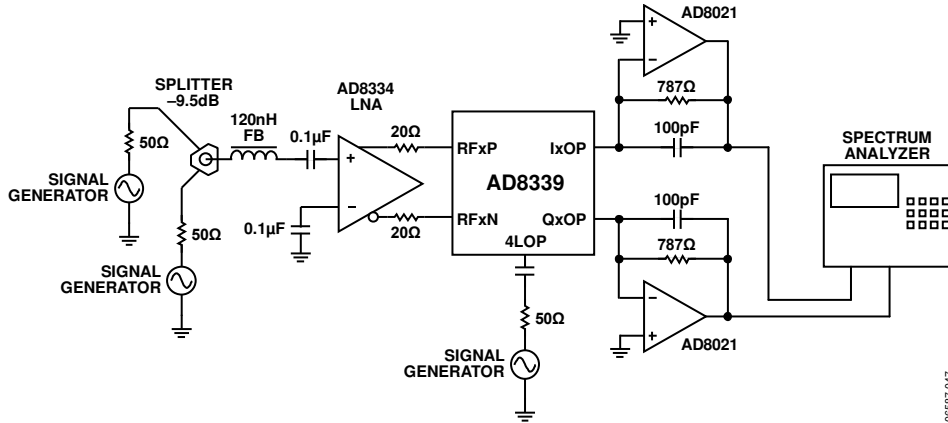 AD8021
787Ω
100pF
SPLITTER
–9.5dB
50Ω
SIGNAL
GENERATOR
50Ω
SIGNAL
GENERATOR
120nH
FB
0.1µF
0.1µF
AD8334
LNA
20Ω
20Ω
RFxP
IxOP
AD8339
RFxN
QxOP
4LOP
50Ω
SIGNAL
GENERATOR
100pF
787Ω
AD8021
SPECTRUM
ANALYZER